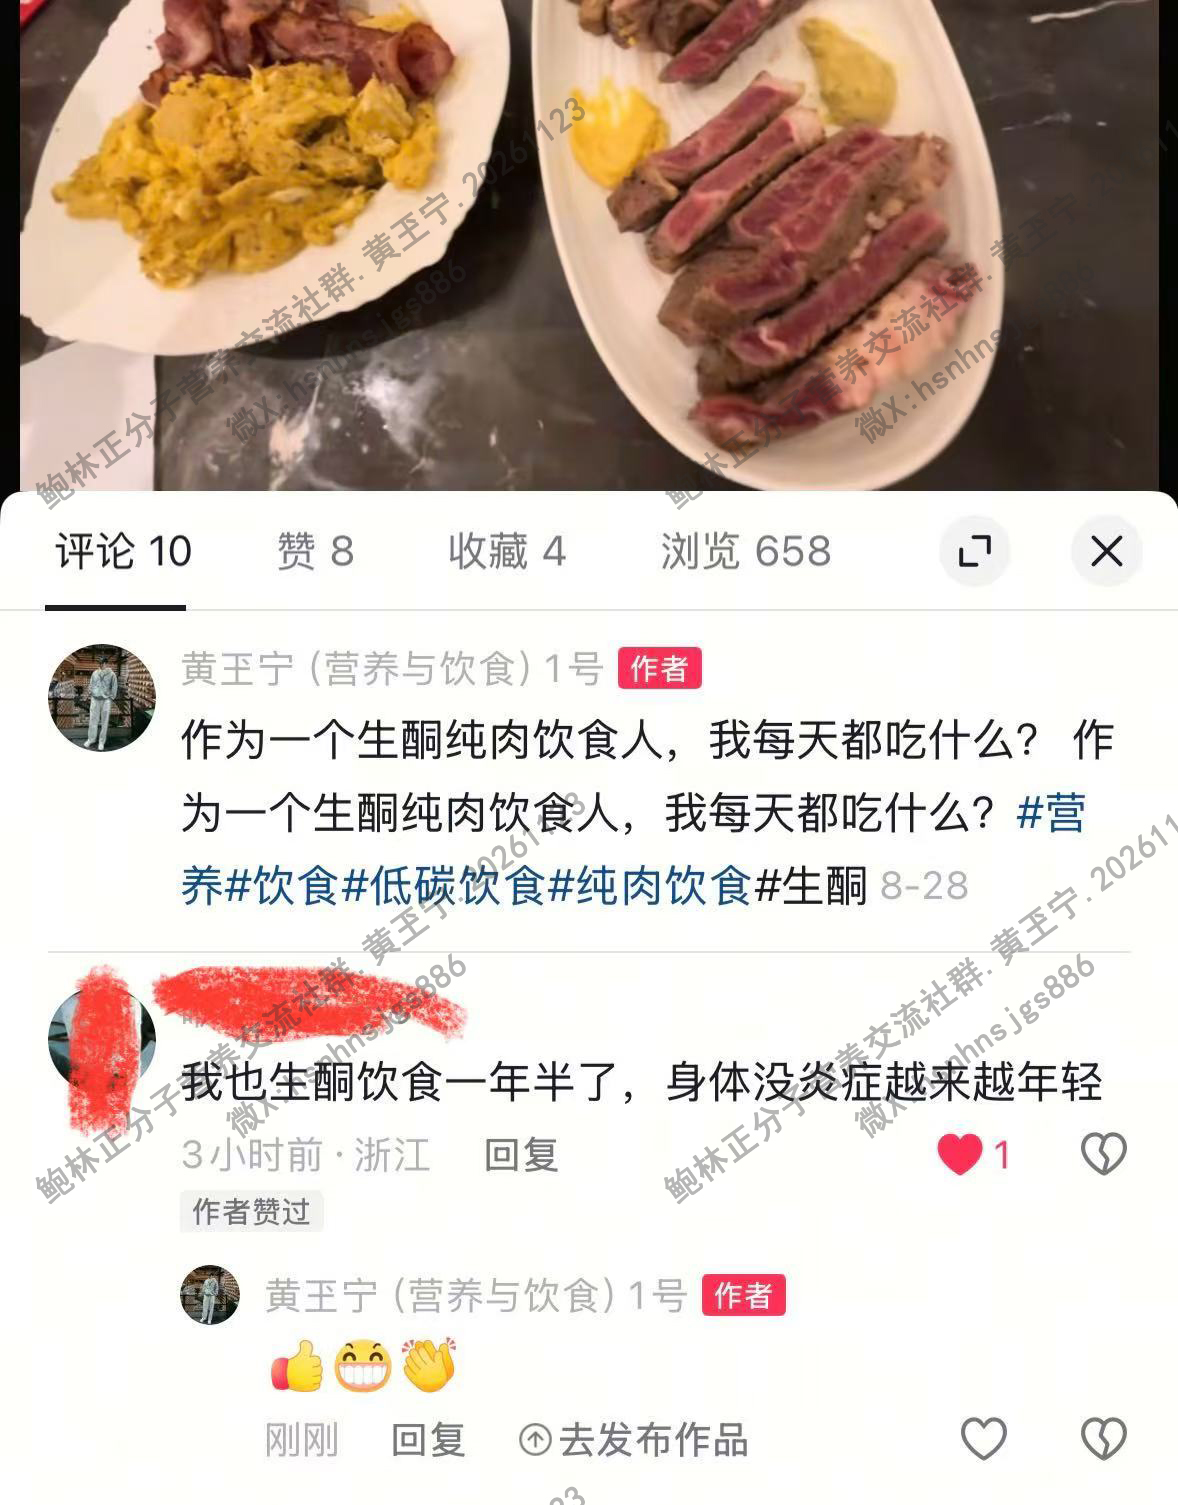 鲍林正分子营养交流社群.黄玊宁.20261123
微X:hsnhnsjgs886
评论 10
赞 8
收藏 4
浏览 658
黄玊宁（营养与饮食）1号 作者
作为一个生酮纯肉饮食人，我每天都吃什么？ 作
为一个生酮纯肉饮食人，我每天都吃什么？#营
养#饮食#低碳饮食#纯肉饮食#生酮 8-28
我也生酮饮食一年半了，身体没炎症越来越年轻
3小时前·浙江 回复
1
作者赞过
黄玊宁（营养与饮食）1号 作者
刚刚 回复 去发布作品